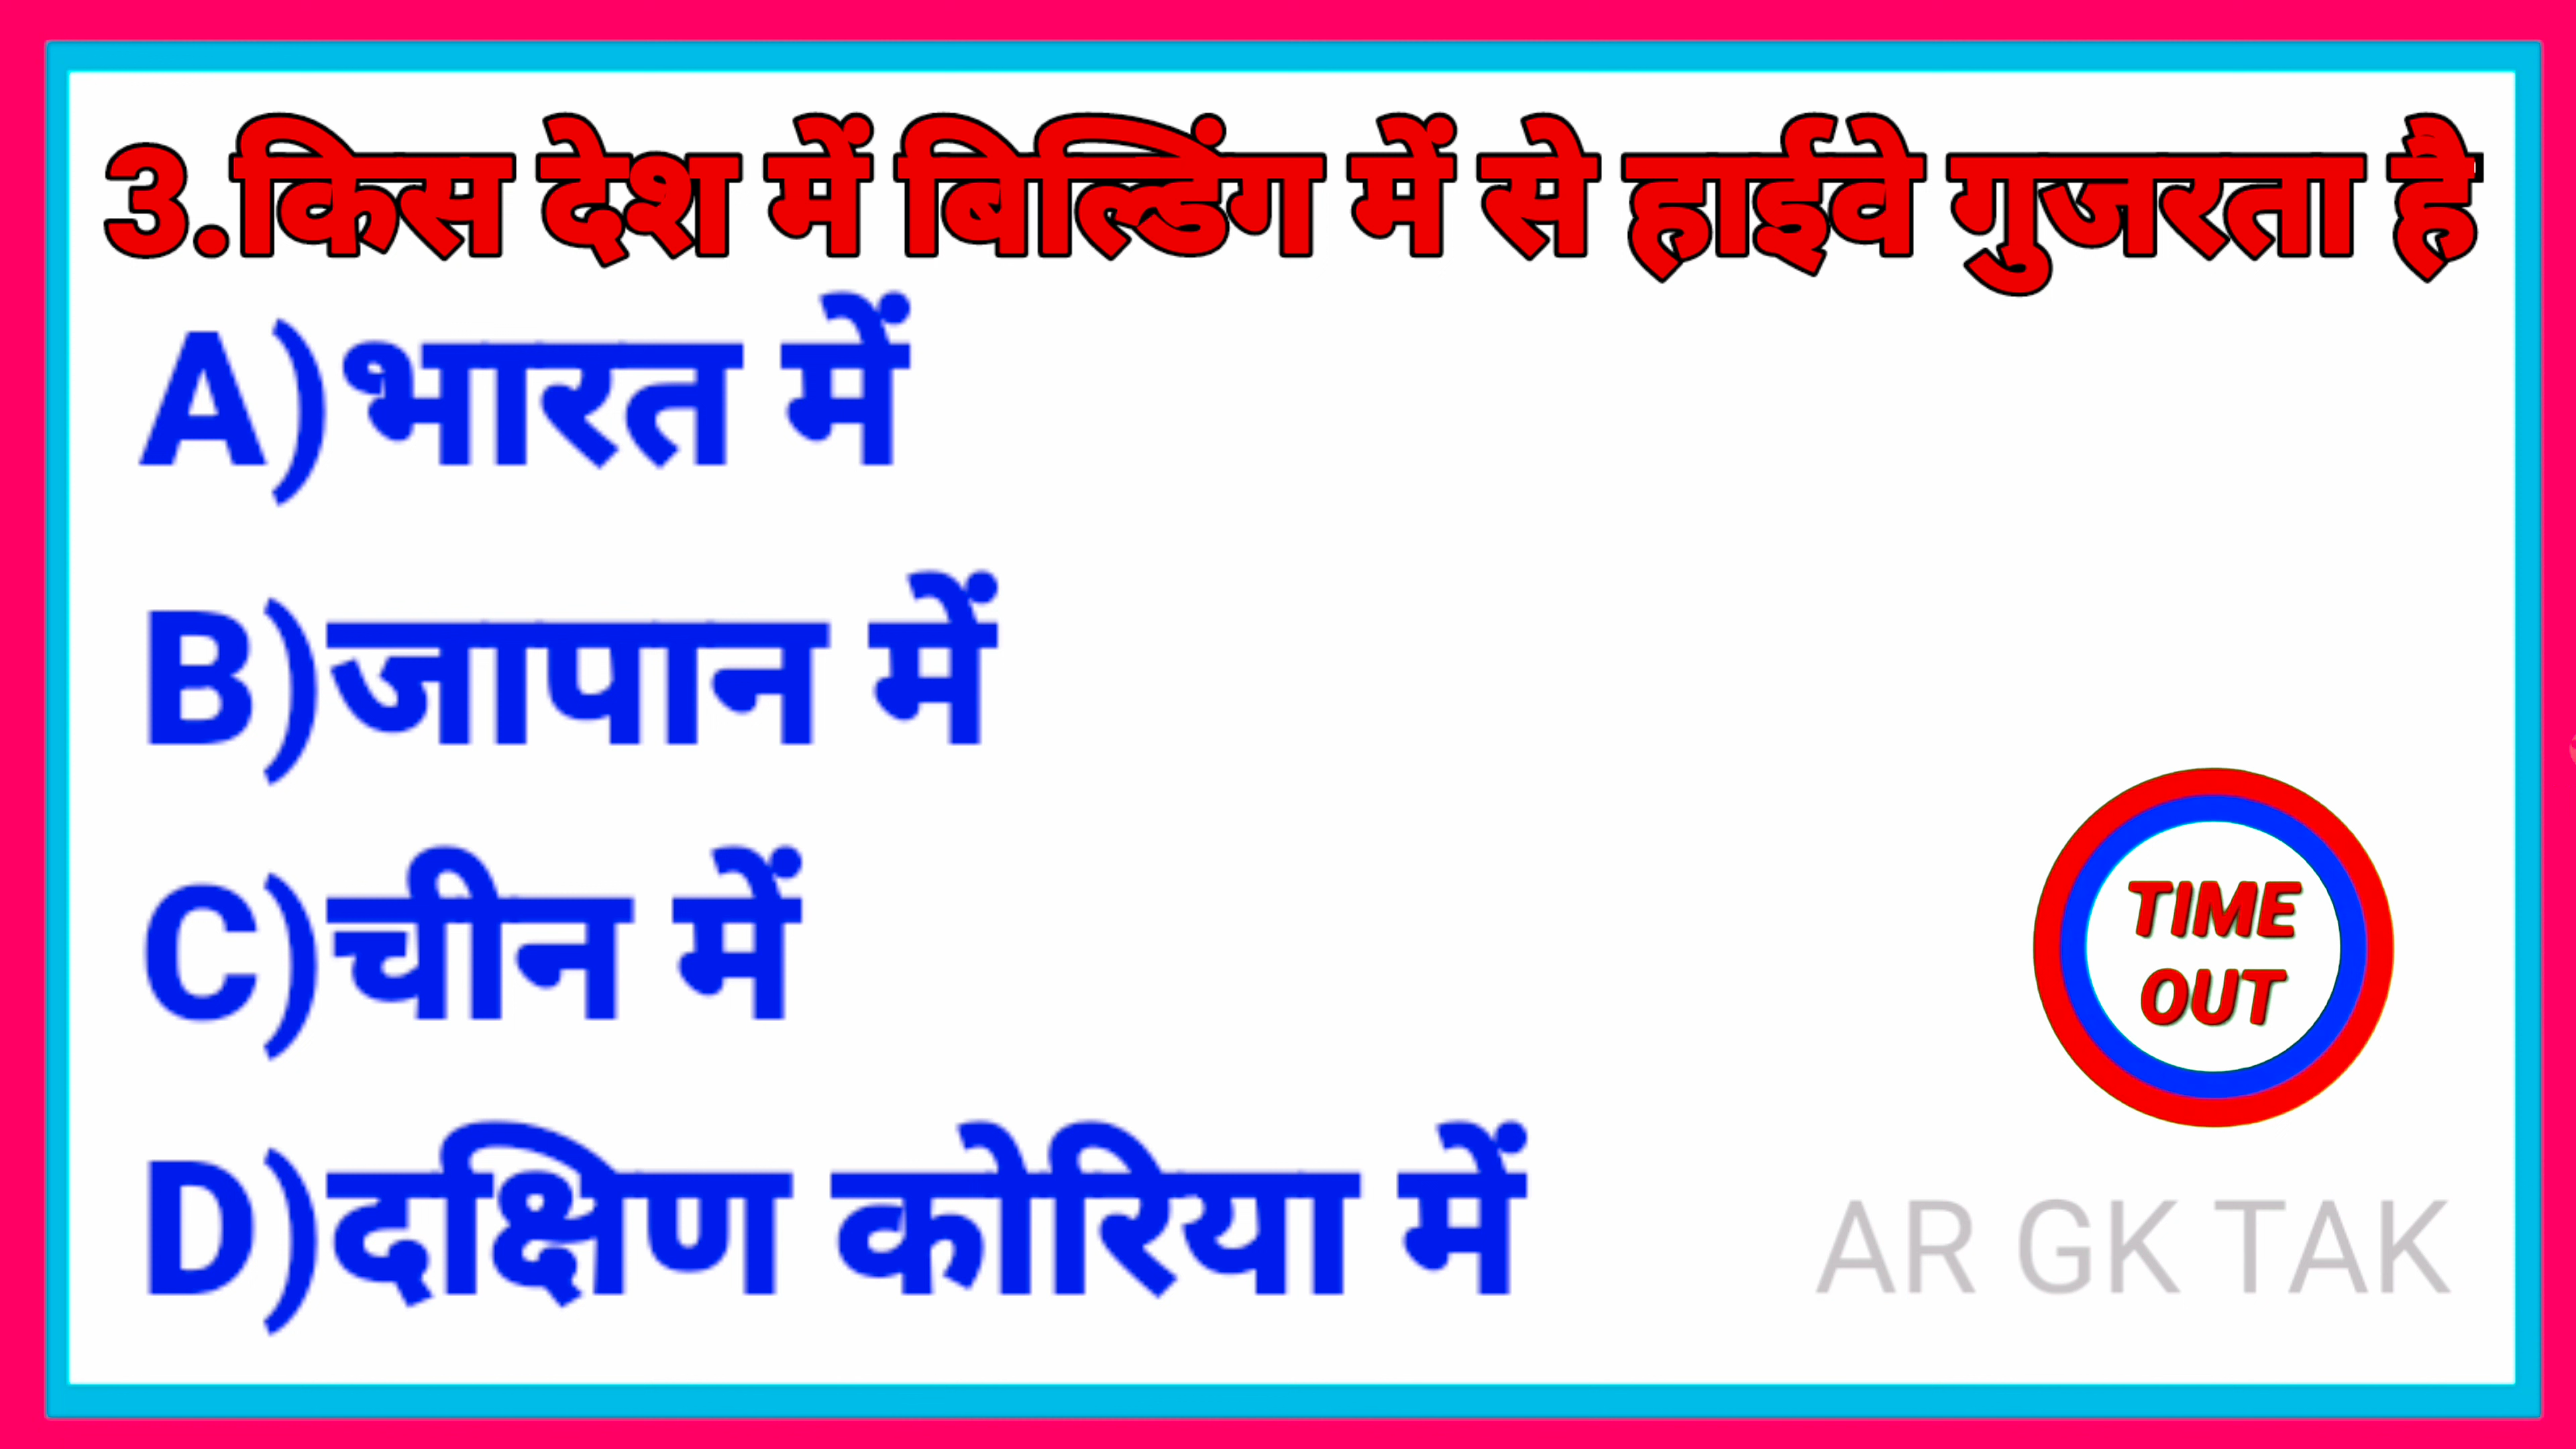 3.किस देश में बिल्डिंग में से हाईवे गुजरता है
A)भारत में
B)जापान में
C)चीन में
D)दक्षिण कोरिया में
TIME
OUT
AR GK TAK